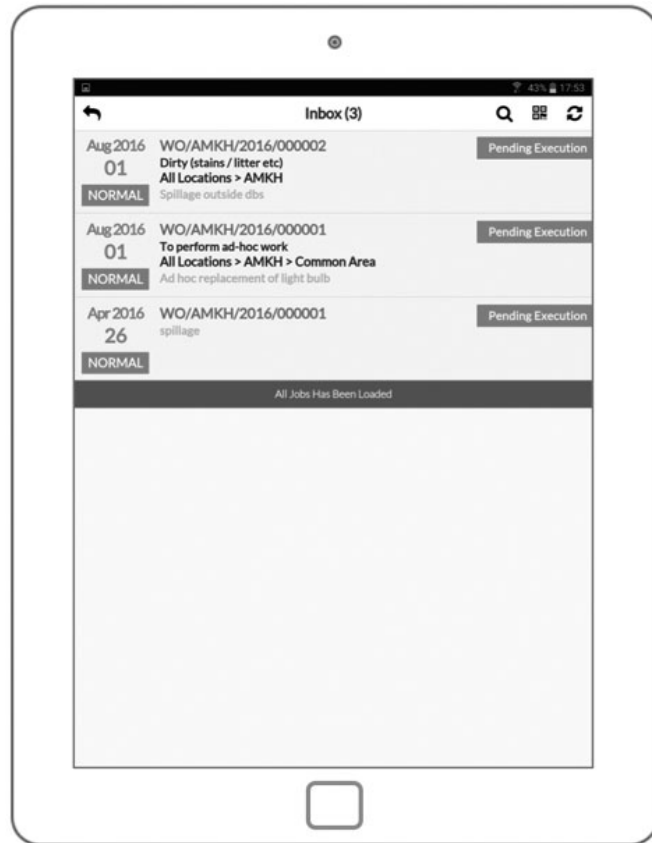 43% 17:53
Inbox (3)
Aug 2016 WO/AMKH/2016/000002 Pending Execution
01 Dirty (stains / litter etc)
All Locations > AMKH
NORMAL Spillage outside dbs
Aug 2016 WO/AMKH/2016/000001 Pending Execution
01 To perform ad-hoc work
All Locations > AMKH > Common Area
NORMAL Ad hoc replacement of light bulb
Apr 2016 WO/AMKH/2016/000001 Pending Execution
26 spillage
NORMAL
All Jobs Has Been Loaded